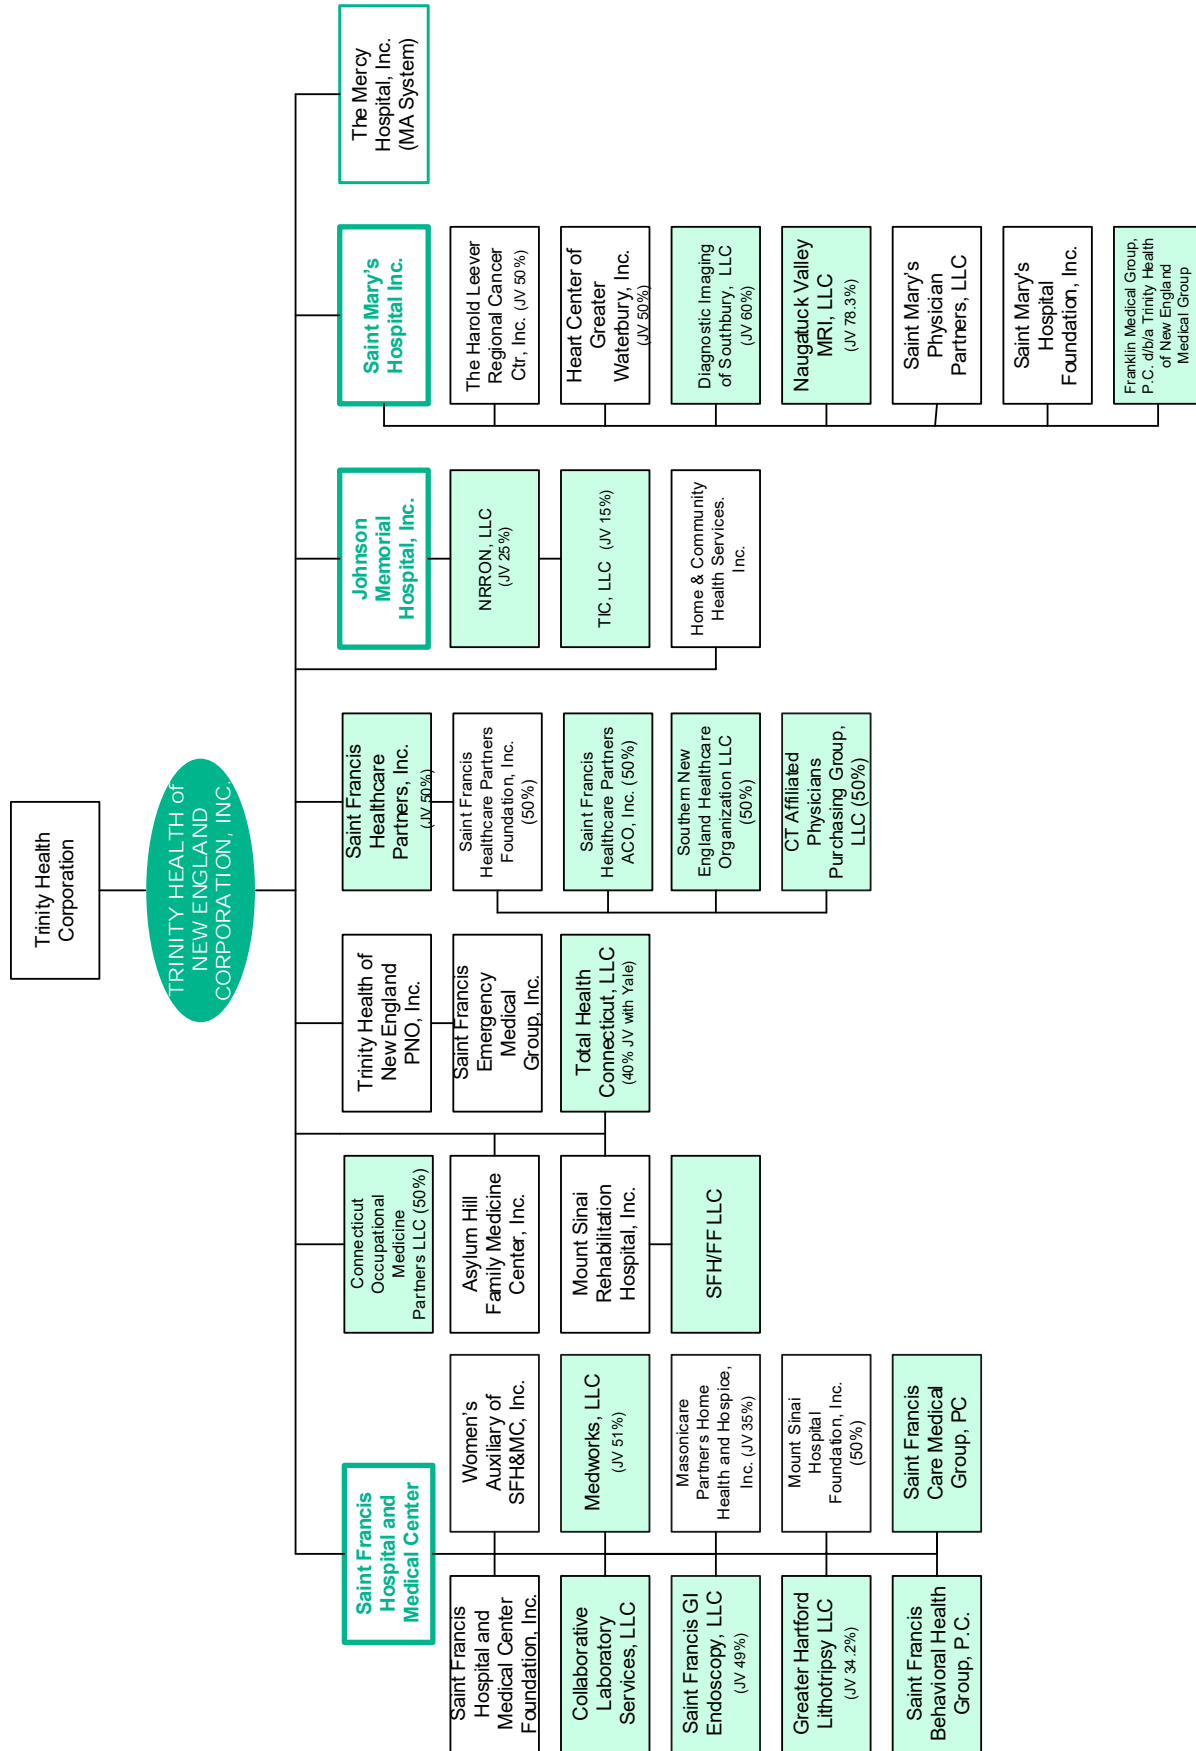 Trinity Health
Corporation
TRINITY HEALTH of
NEW ENGLAND
CORPORATION, INC.
Saint Francis
Hospital and
Medical Center
Saint Francis
Hospital and
Medical Center
Foundation, Inc.
Women's
Auxiliary of
SFH&MC, Inc.
Collaborative
Laboratory
Services, LLC
Medworks, LLC
(JV 51%)
Saint Francis GI
Endoscopy, LLC
(JV 49%)
Masonicare
Partners Home
Health and Hospice,
Inc. (JV 35%)
Greater Hartford
Lithotripsy LLC
(JV 34.2%)
Mount Sinai
Hospital
Foundation, Inc.
(50%)
Saint Francis
Behavioral Health
Group, P.C.
Saint Francis
Care Medical
Group, PC
Connecticut
Occupational
Medicine
Partners LLC (50%)
Asylum Hill
Family Medicine
Center, Inc.
Mount Sinai
Rehabilitation
Hospital, Inc.
SFH/FF LLC
Trinity Health of
New England
PNO, Inc.
Saint Francis
Emergency
Medical
Group, Inc.
Total Health
Connecticut, LLC
(40% JV with Yale)
Saint Francis
Healthcare
Partners, Inc.
(JV 50%)
Saint Francis
Healthcare Partners
Foundation, Inc.
(50%)
Saint Francis
Healthcare Partners
ACO, Inc. (50%)
Southern New
England Healthcare
Organization LLC
(50%)
CT Affiliated
Physicians
Purchasing Group,
LLC (50%)
Johnson
Memorial
Hospital, Inc.
NRRON, LLC
(JV 25%)
TIC, LLC (JV 15%)
Home & Community
Health Services.
Inc.
Saint Mary's
Hospital Inc.
The Harold Leever
Regional Cancer
Ctr, Inc. (JV 50%)
Heart Center of
Greater
Waterbury, Inc.
(JV 50%)
Diagnostic Imaging
of Southbury, LLC
(JV 60%)
Naugatuck Valley
MRI, LLC
(JV 78.3%)
Saint Mary's
Physician
Partners, LLC
Saint Mary's
Hospital
Foundation, Inc.
Franklin Medical Group,
P.C. d/b/a Trinity Health
of New England
Medical Group
The Mercy
Hospital, Inc.
(MA System)